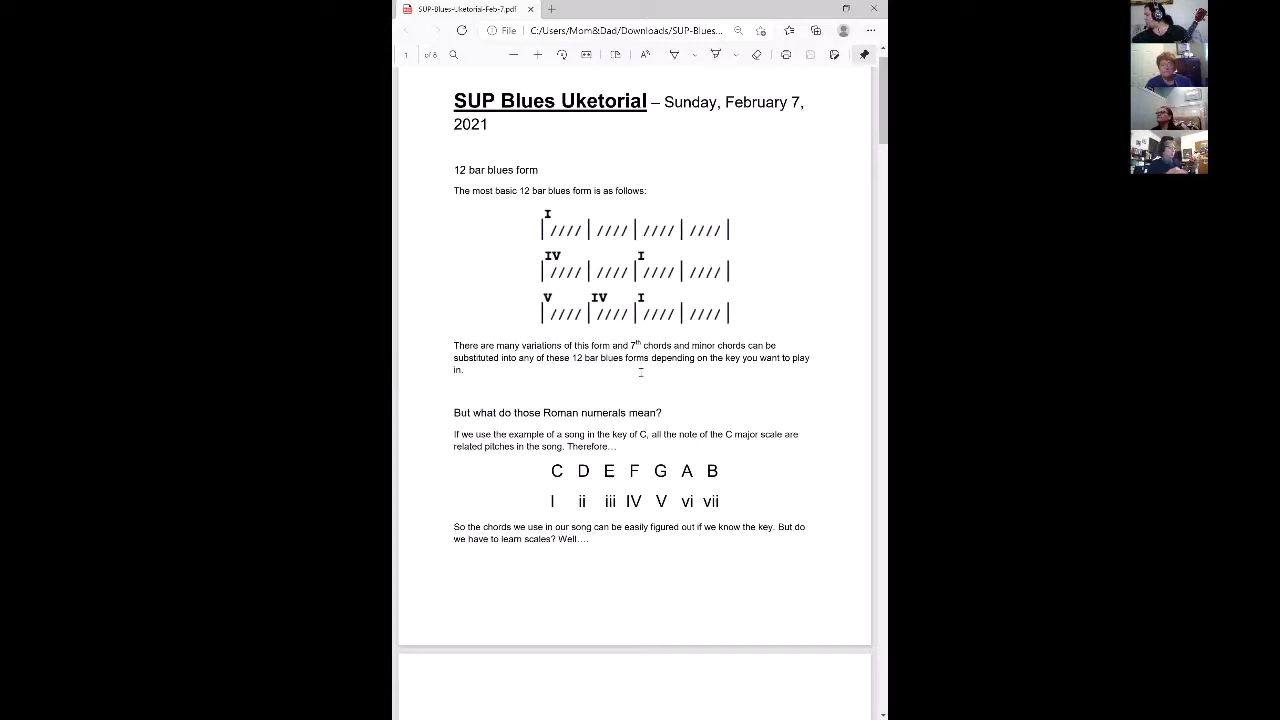 SUP-Blues-Uketorial-Feb-7.pdf
File
C:/Users/Mom&Dad/Downloads/SUP-Blues...
1 of 8
SUP Blues Uketorial – Sunday, February 7,
2021
12 bar blues form
The most basic 12 bar blues form is as follows:
I
| //// | //// | //// | //// |
IV I
| //// | //// | //// | //// |
V IV I
| //// | //// | //// | //// |
There are many variations of this form and 7th chords and minor chords can be
substituted into any of these 12 bar blues forms depending on the key you want to play
in.
But what do those Roman numerals mean?
If we use the example of a song in the key of C, all the note of the C major scale are
related pitches in the song. Therefore…
C D E F G A B
I ii iii IV V vi vii
So the chords we use in our song can be easily figured out if we know the key. But do
we have to learn scales? Well….